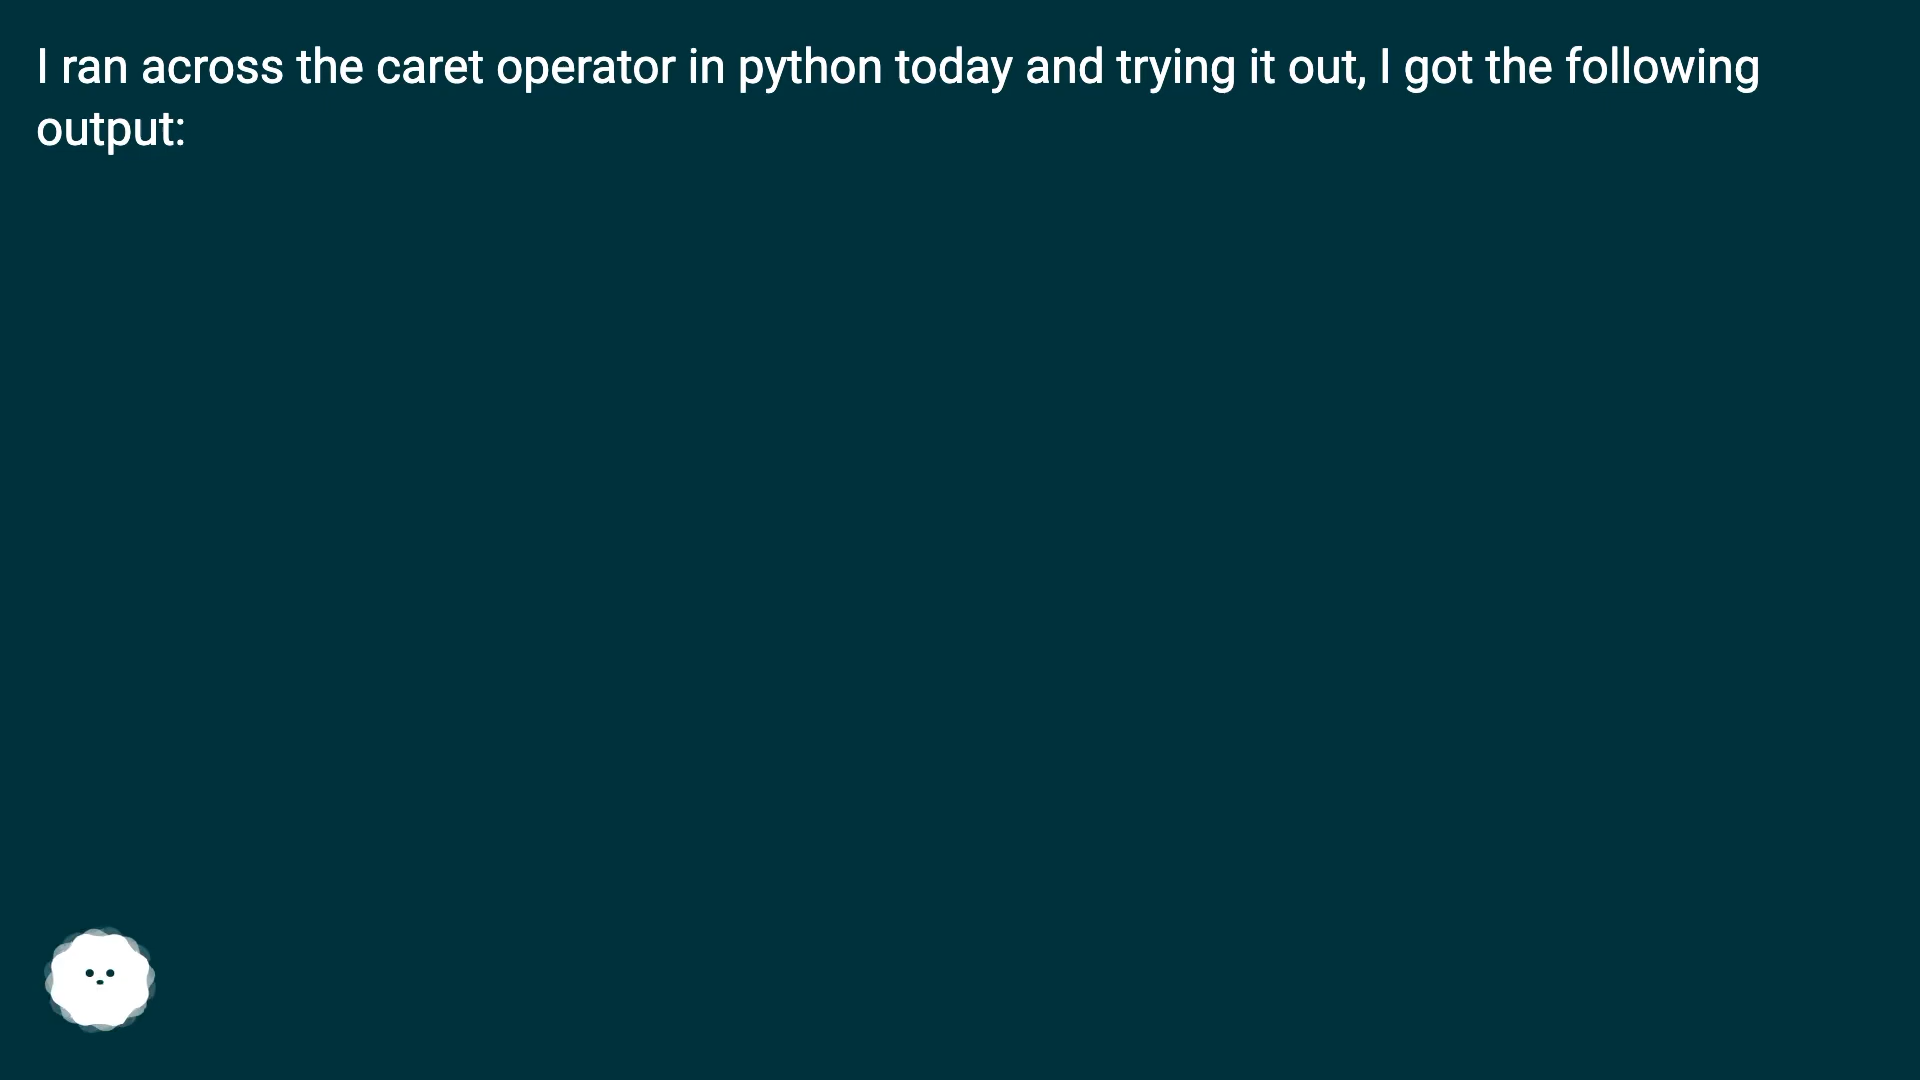 I ran across the caret operator in python today and trying it out, I got the following
output: